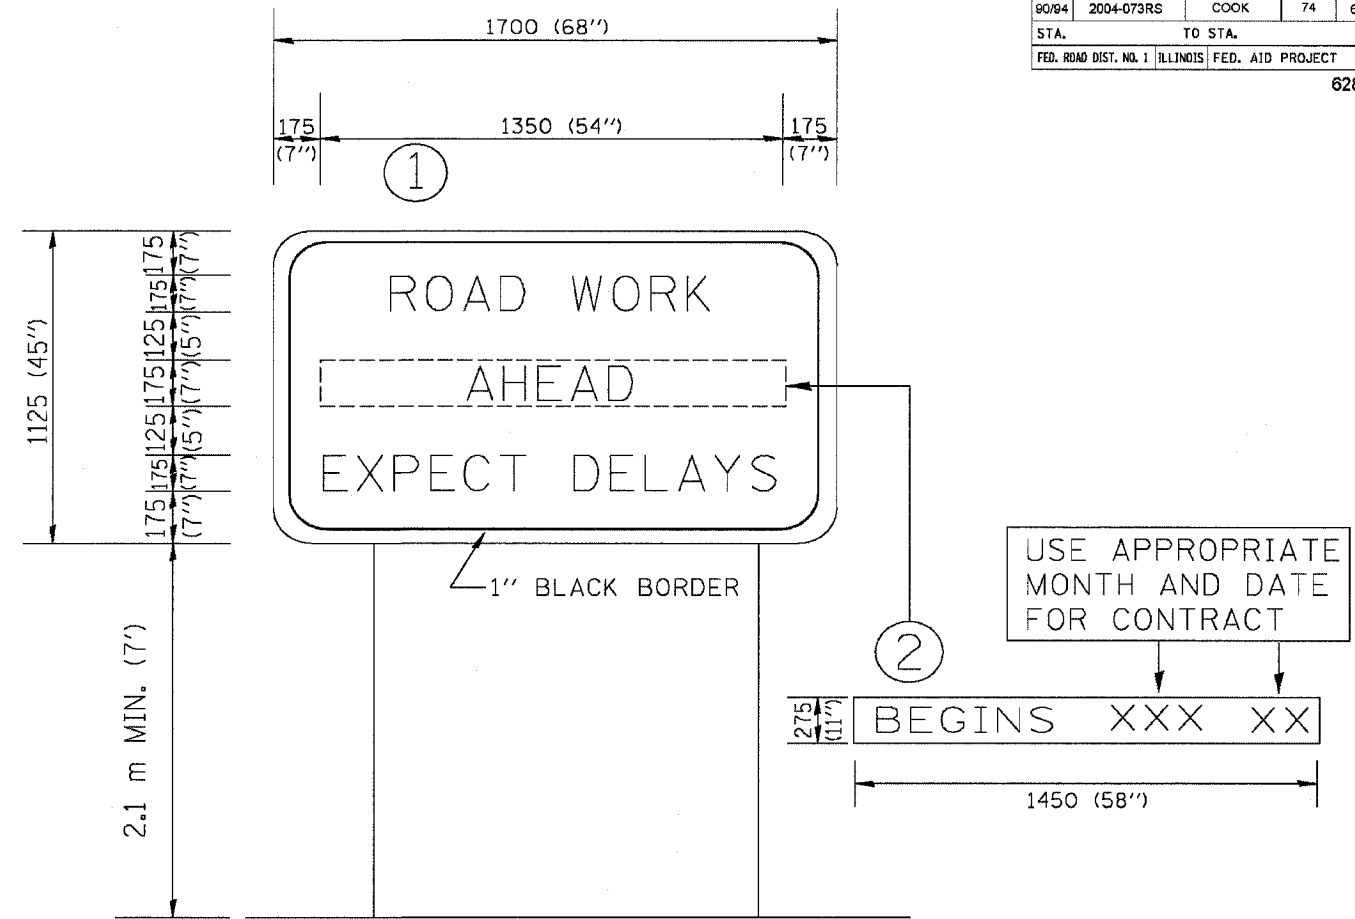 90/94 2004-073RS COOK 74
STA. TO STA.
FED. ROAD DIST. NO. 1 ILLINOIS FED. AID PROJECT
628
1700 (68'')
175 (7'')
1350 (54'')
175 (7'')
1
ROAD WORK
AHEAD
EXPECT DELAYS
1125 (45'')
175 (7'')
175 (7'')
125 (5'')
175 (7'')
125 (5'')
175 (7'')
175 (7'')
1'' BLACK BORDER
2.1 m MIN. (7')
USE APPROPRIATE
MONTH AND DATE
FOR CONTRACT
2
275 (11'')
BEGINS XXX XX
1450 (58'')